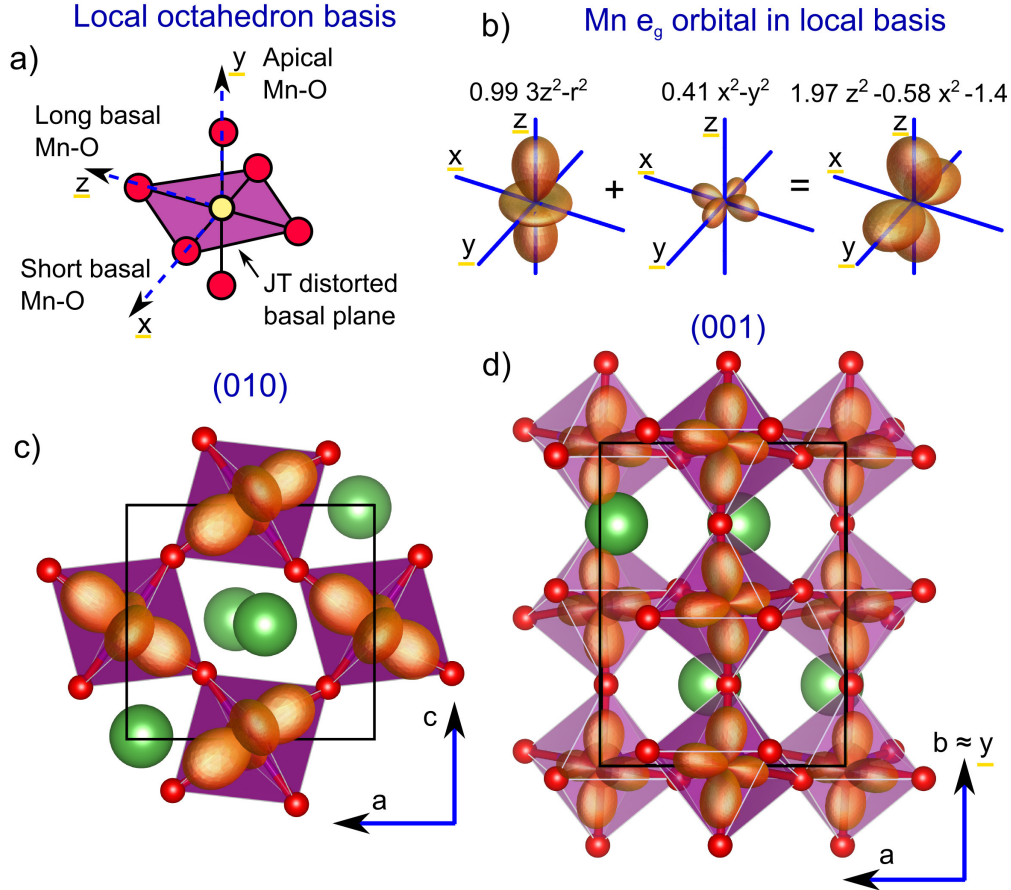 Local octahedron basis
a)
y
Apical
Mn-O
Long basal
Mn-O
z
Short basal
Mn-O
x
JT distorted
basal plane
b)
Mn e₉ orbital in local basis
0.99 3z²-r²
0.41 x²-y²
1.97 z² -0.58 x² -1.4
z
x
y
+
z
x
y
=
z
x
y
(010)
c)
c
a
(001)
d)
b ≈ y
a